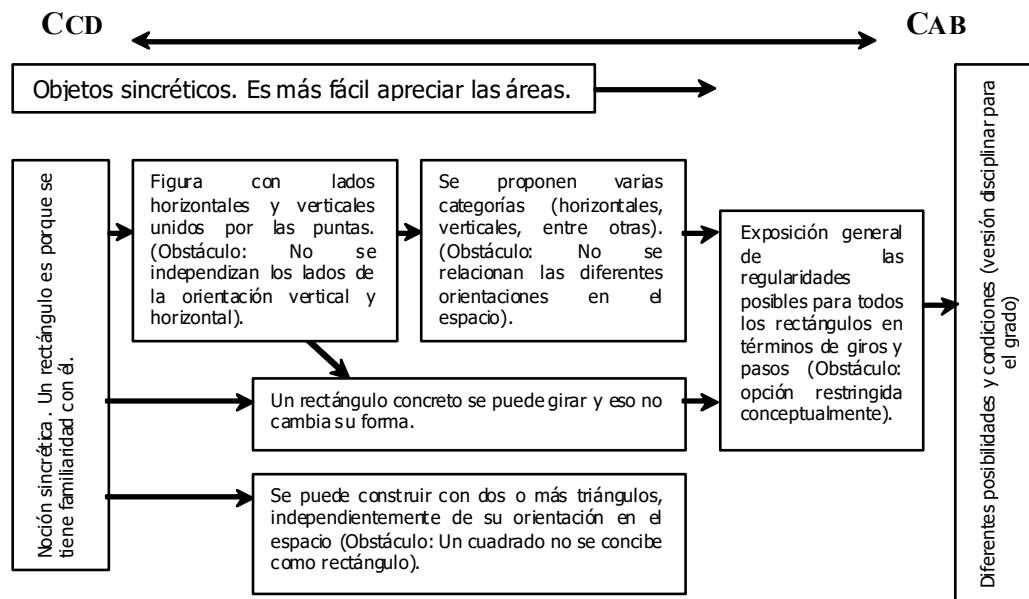 CCD
CAB
Objetos sincréticos. Es más fácil apreciar las áreas.
Noción sincrética. Un rectángulo es porque se
tiene familiaridad con él.
Figura con lados
horizontales y verticales
unidos por las puntas.
(Obstáculo: No se
independizan los lados de
la orientación vertical y
horizontal).
Se proponen varias
categorías (horizontales,
verticales, entre otras).
(Obstáculo: No se
relacionan las diferentes
orientaciones en el
espacio).
Un rectángulo concreto se puede girar y eso no
cambia su forma.
Se puede construir con dos o más triángulos,
independientemente de su orientación en el
espacio (Obstáculo: Un cuadrado no se concibe
como rectángulo).
Exposición general
de las
regularidades
posibles para todos
los rectángulos en
términos de giros y
pasos (Obstáculo:
opción restringida
conceptualmente).
Diferentes posibilidades y condiciones (versión disciplinar para
el grado)